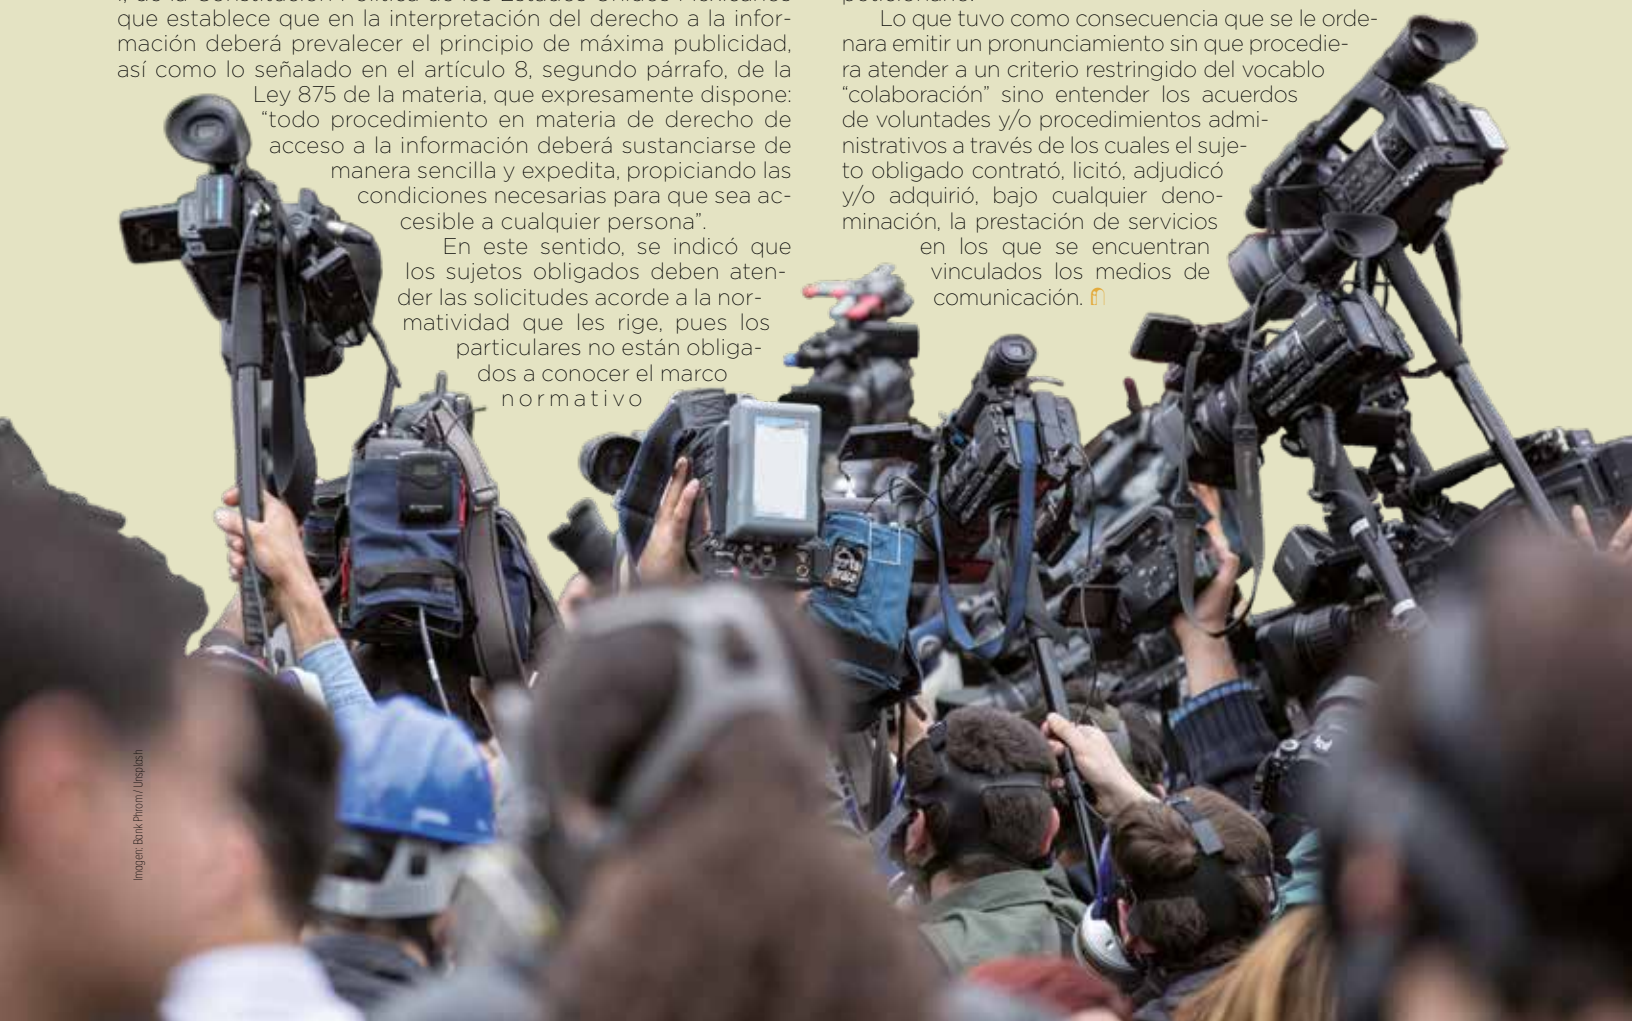 que establece que en la interpretación del derecho a la infor-
mación deberá prevalecer el principio de máxima publicidad,
así como lo señalado en el artículo 8, segundo párrafo, de la
Ley 875 de la materia, que expresamente dispone:
“todo procedimiento en materia de derecho de
acceso a la información deberá sustanciarse de
manera sencilla y expedita, propiciando las
condiciones necesarias para que sea ac-
cesible a cualquier persona”.
En este sentido, se indicó que
los sujetos obligados deben aten-
der las solicitudes acorde a la nor-
matividad que les rige, pues los
particulares no están obliga-
dos a conocer el marco
normativo
Lo que tuvo como consecuencia que se le orde-
nara emitir un pronunciamiento sin que procedie-
ra atender a un criterio restringido del vocablo
“colaboración” sino entender los acuerdos
de voluntades y/o procedimientos admi-
nistrativos a través de los cuales el suje-
to obligado contrató, licitó, adjudicó
y/o adquirió, bajo cualquier deno-
minación, la prestación de servicios
en los que se encuentran
vinculados los medios de
comunicación.
Imagen: Bank Phrom / Unsplash